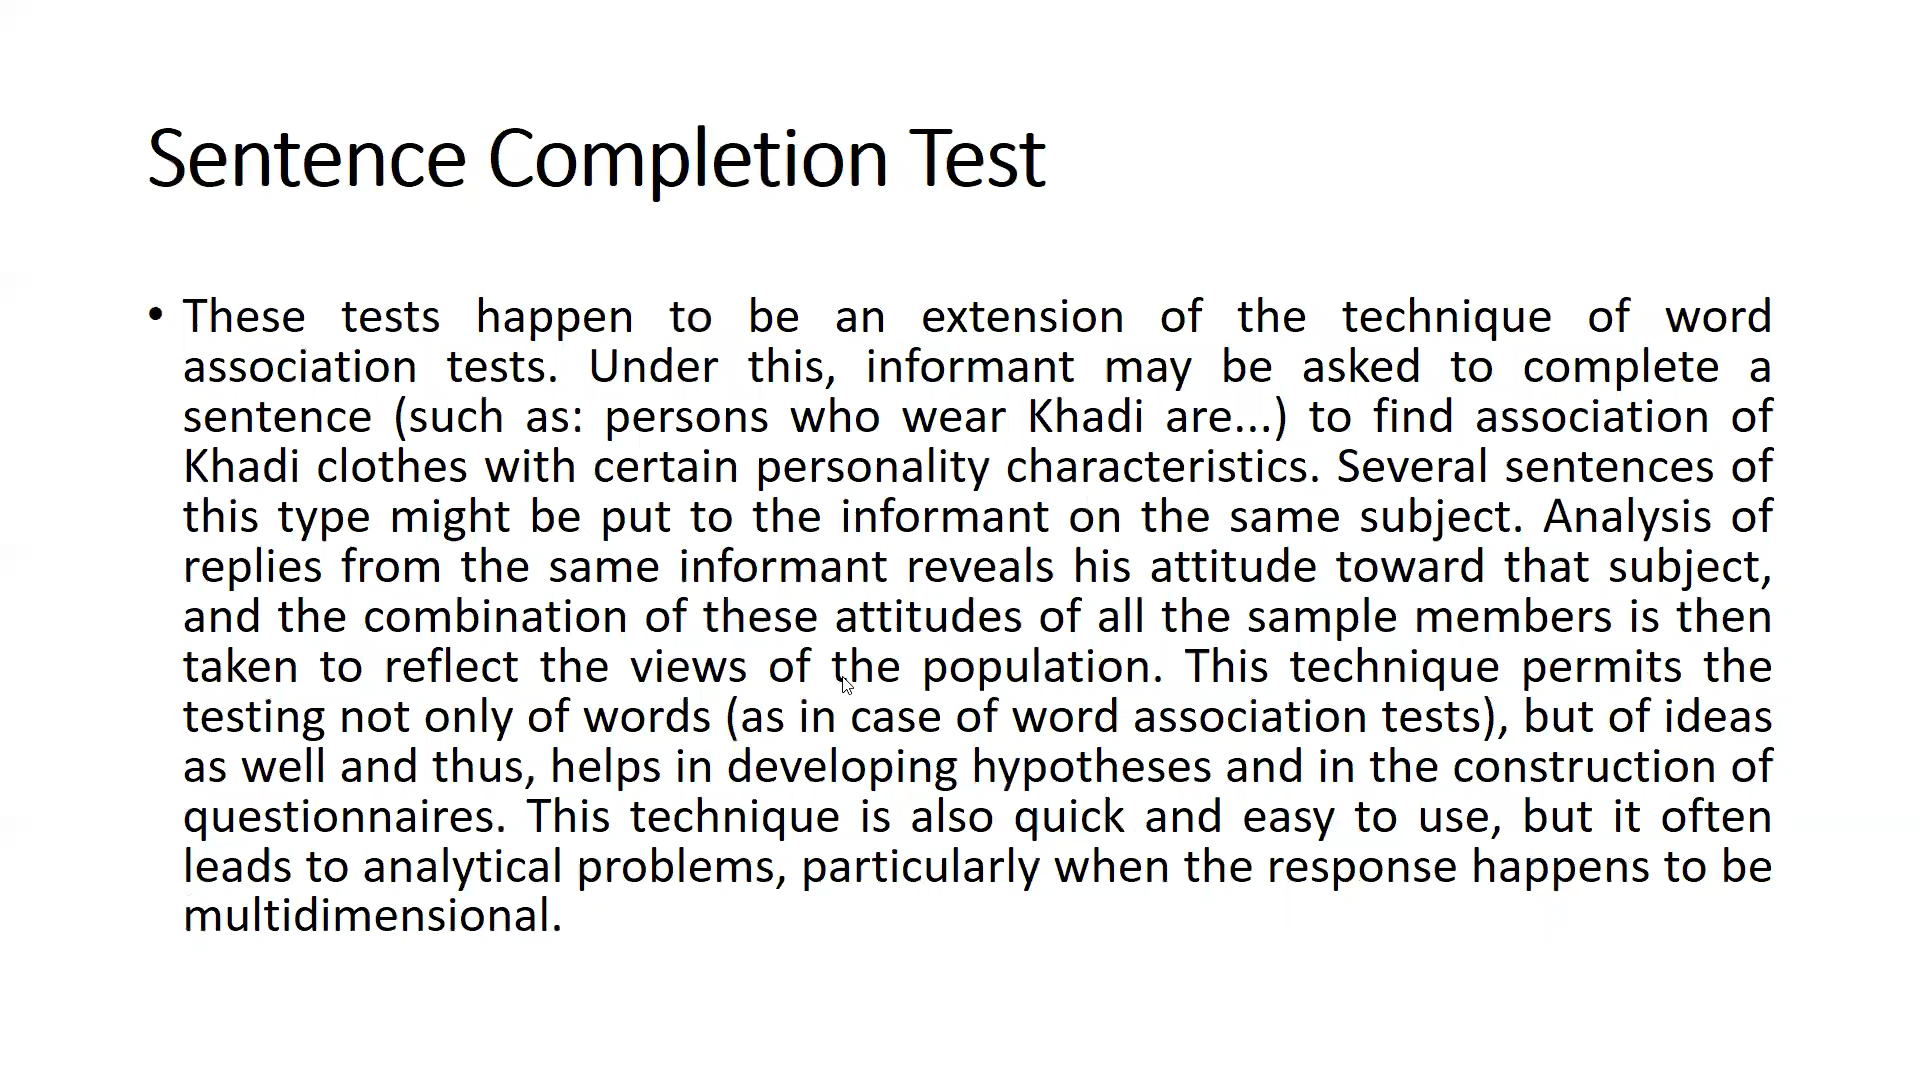 Sentence Completion Test
• These tests happen to be an extension of the technique of word
association tests. Under this, informant may be asked to complete a
sentence (such as: persons who wear Khadi are...) to find association of
Khadi clothes with certain personality characteristics. Several sentences of
this type might be put to the informant on the same subject. Analysis of
replies from the same informant reveals his attitude toward that subject,
and the combination of these attitudes of all the sample members is then
taken to reflect the views of the population. This technique permits the
testing not only of words (as in case of word association tests), but of ideas
as well and thus, helps in developing hypotheses and in the construction of
questionnaires. This technique is also quick and easy to use, but it often
leads to analytical problems, particularly when the response happens to be
multidimensional.